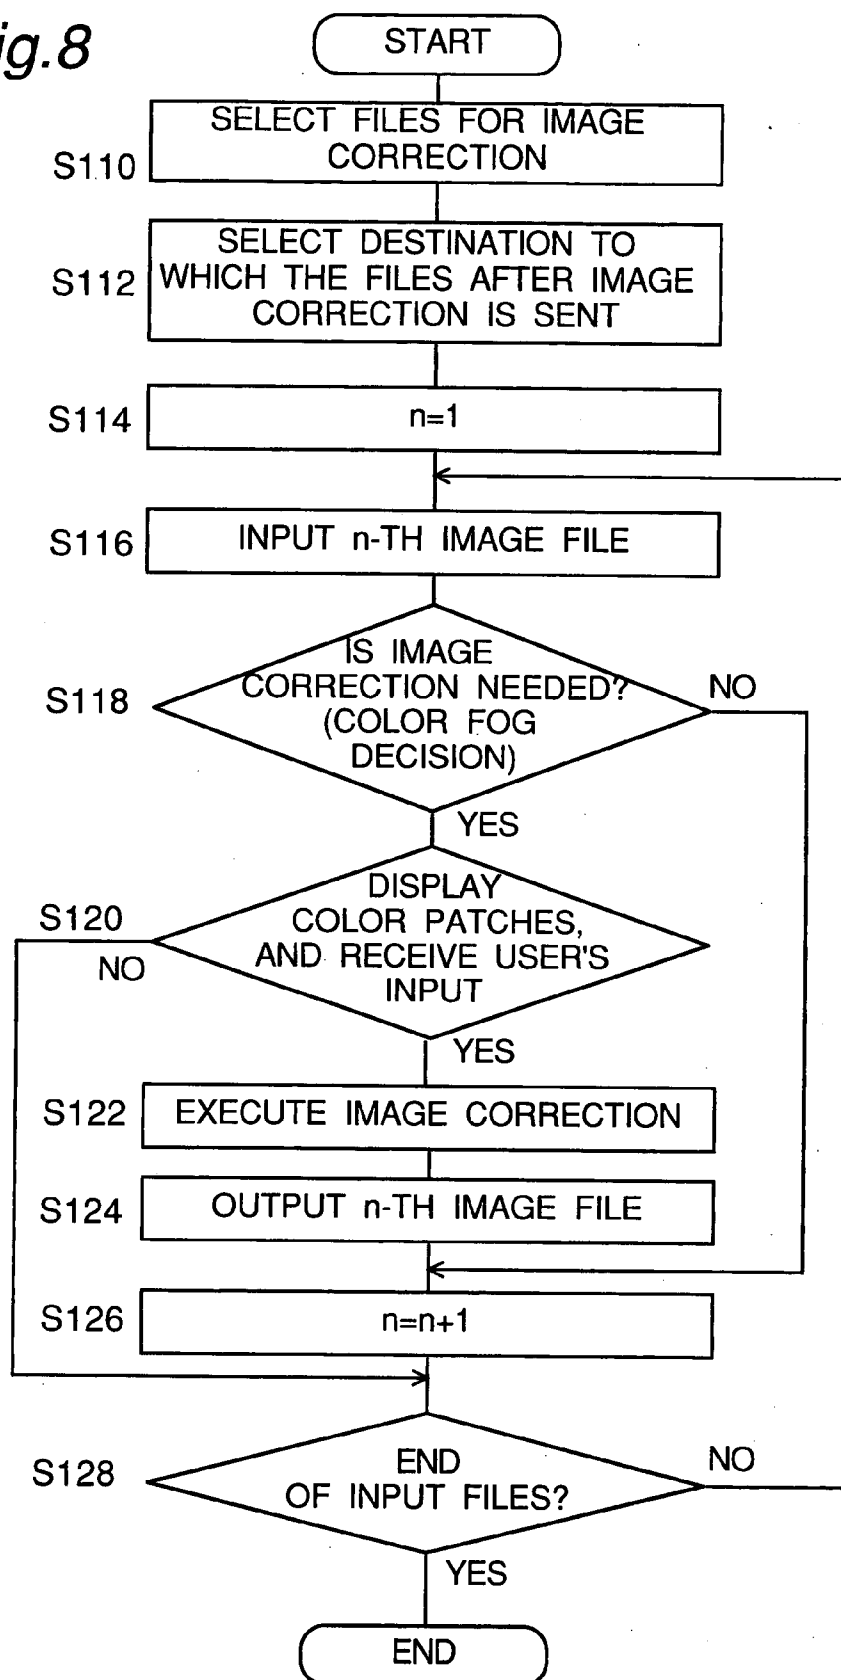 ig.8
START
SELECT FILES FOR IMAGE
CORRECTION
S110
SELECT DESTINATION TO
WHICH THE FILES AFTER IMAGE
CORRECTION IS SENT
S112
n=1
S114
INPUT n-TH IMAGE FILE
S116
IS IMAGE
CORRECTION NEEDED?
(COLOR FOG
DECISION)
S118
NO
YES
DISPLAY
COLOR PATCHES,
AND RECEIVE USER'S
INPUT
S120
NO
YES
S122
EXECUTE IMAGE CORRECTION
S124
OUTPUT n-TH IMAGE FILE
S126
n=n+1
S128
END
OF INPUT FILES?
NO
YES
END